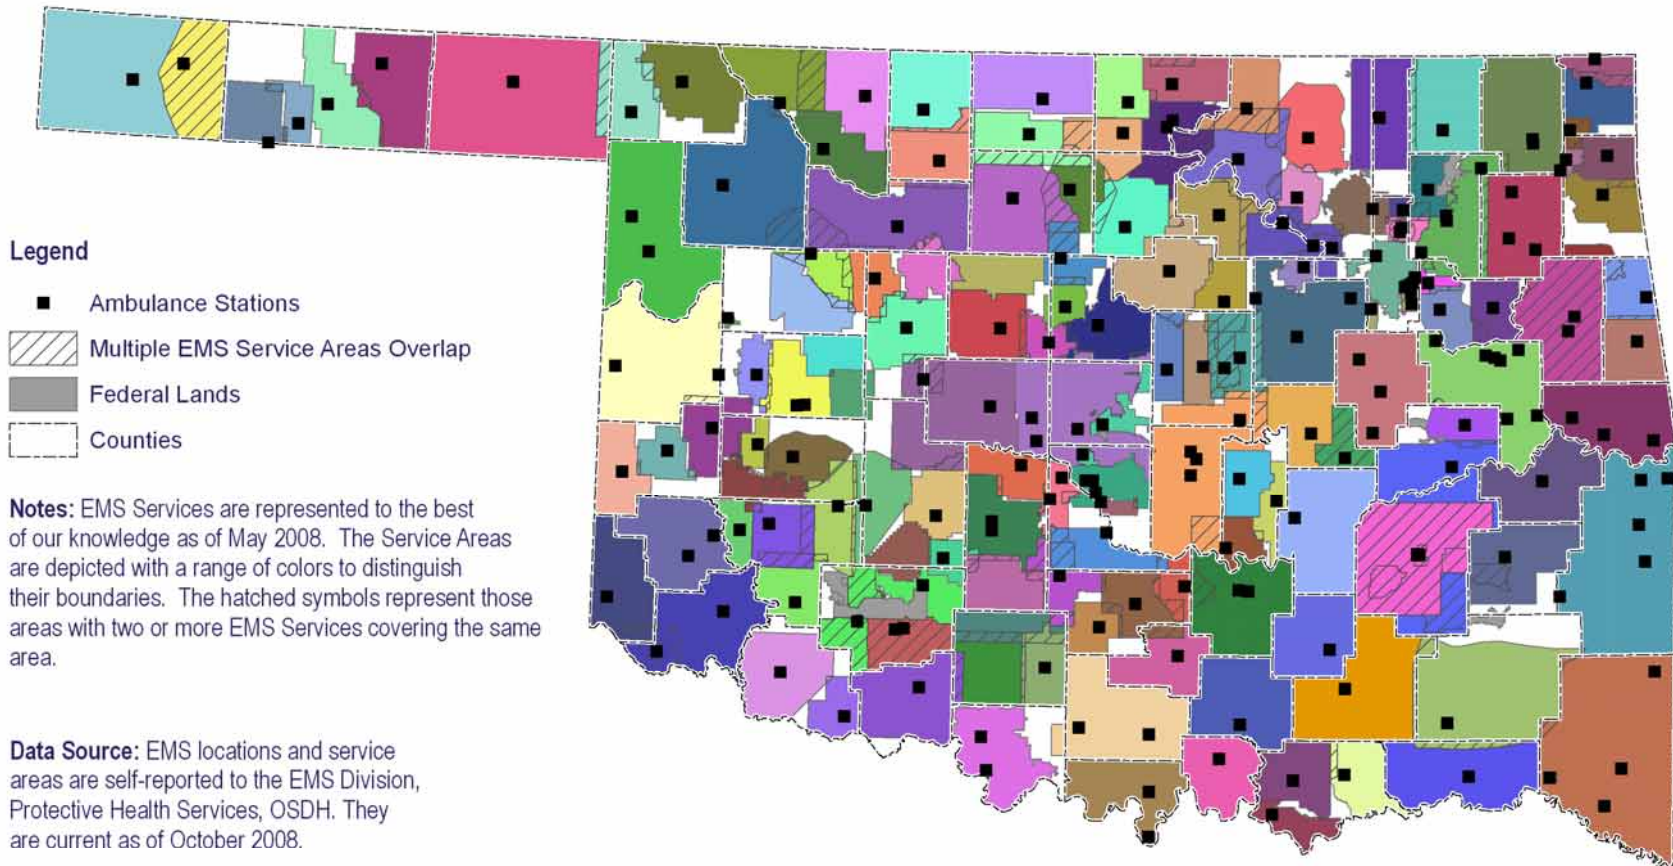 Legend
Ambulance Stations
Multiple EMS Service Areas Overlap
Federal Lands
Counties
Notes: EMS Services are represented to the best
of our knowledge as of May 2008. The Service Areas
are depicted with a range of colors to distinguish
their boundaries. The hatched symbols represent those
areas with two or more EMS Services covering the same
area.
Data Source: EMS locations and service
areas are self-reported to the EMS Division,
Protective Health Services, OSDH. They
are current as of October 2008.